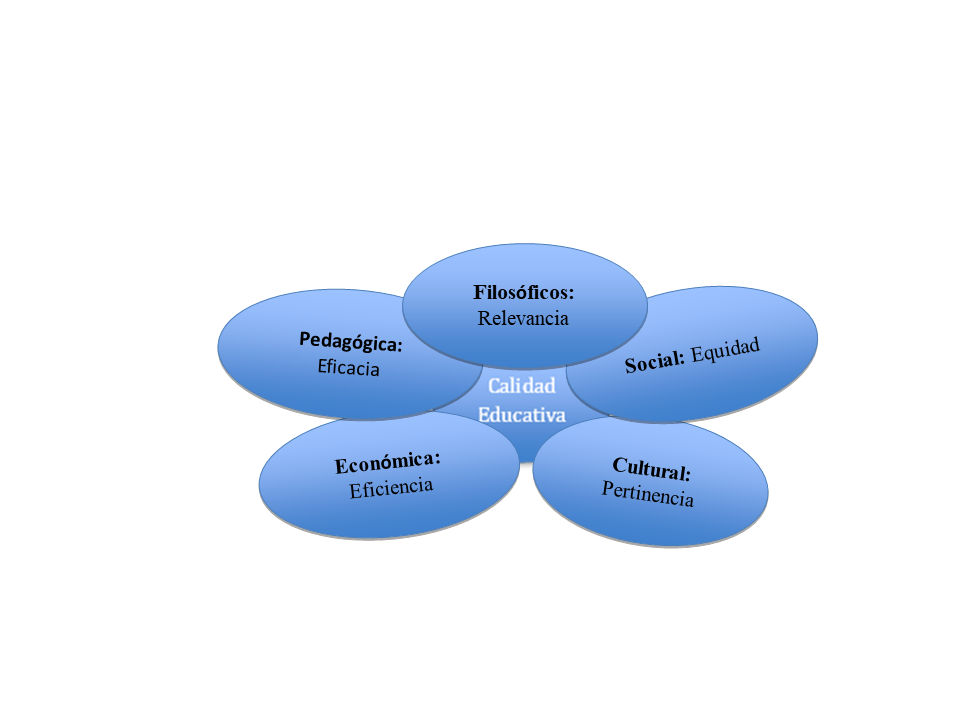 Filosóficos:
Relevancia
Pedagógica:
Eficacia
Social: Equidad
Calidad
Educativa
Económica:
Eficiencia
Cultural:
Pertinencia